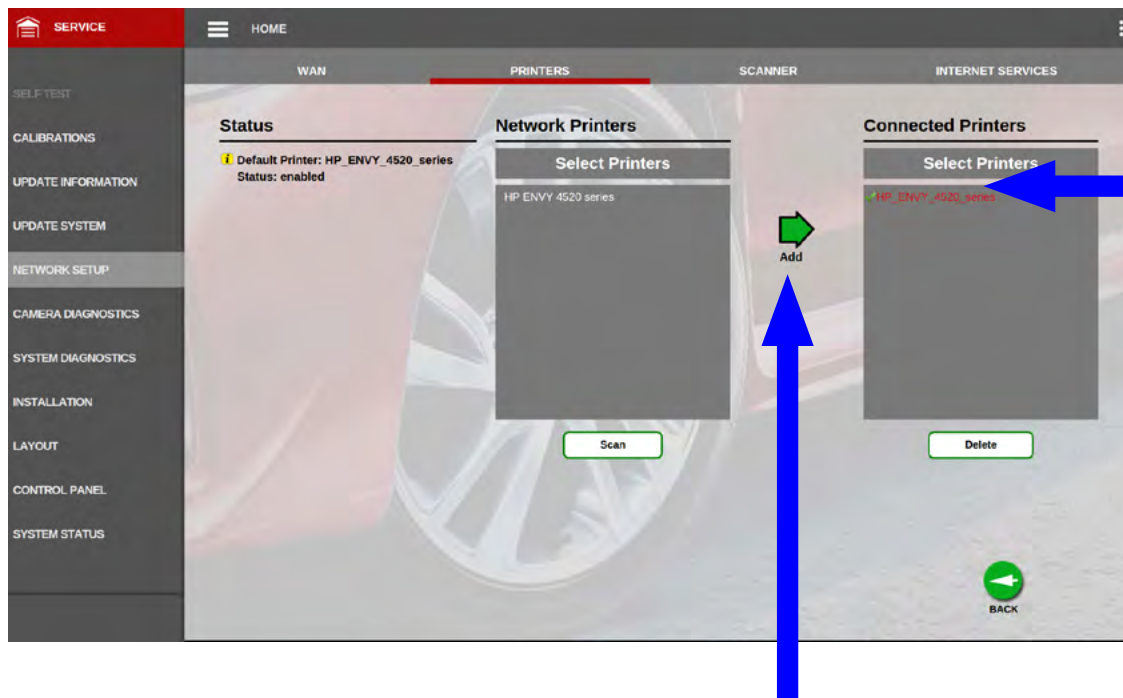 SERVICE
HOME
WAN
PRINTERS
SCANNER
INTERNET SERVICES
SELF TEST
CALIBRATIONS
UPDATE INFORMATION
UPDATE SYSTEM
NETWORK SETUP
CAMERA DIAGNOSTICS
SYSTEM DIAGNOSTICS
INSTALLATION
LAYOUT
CONTROL PANEL
SYSTEM STATUS
Status
Default Printer: HP_ENVY_4520_series
Status: enabled
Network Printers
Select Printers
HP ENVY 4520 series
Scan
Add
Connected Printers
Select Printers
HP_ENVY_4520_series
Delete
BACK